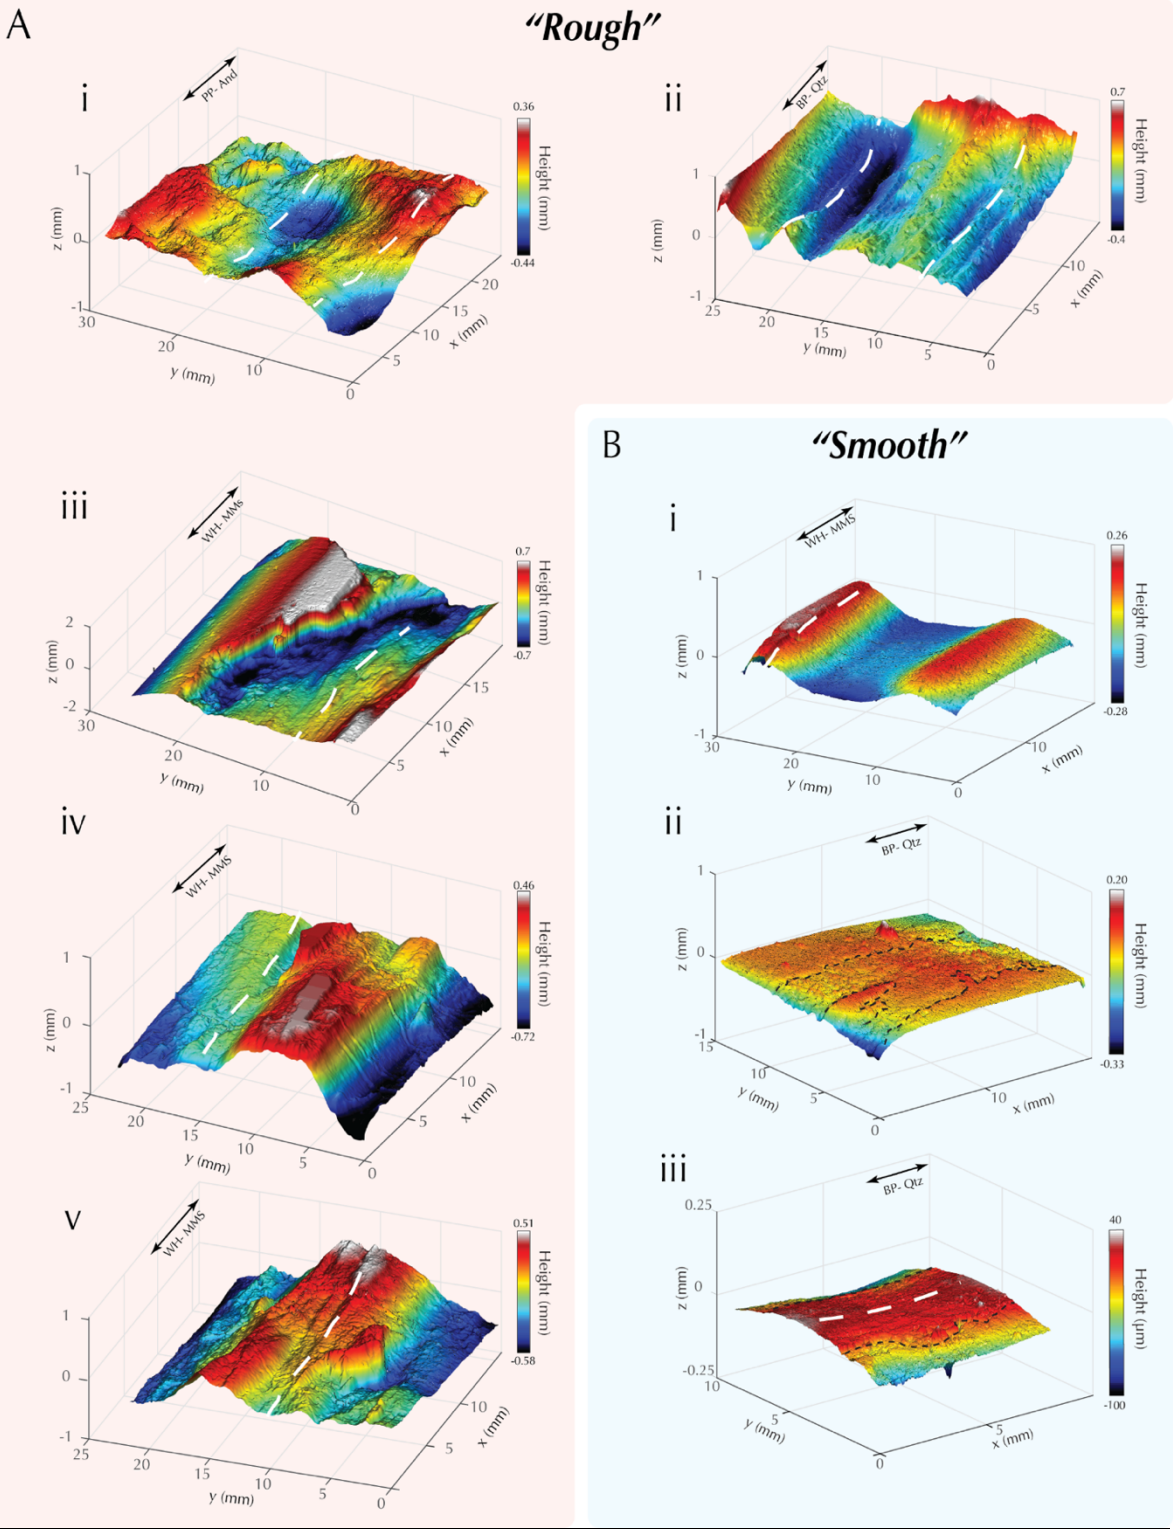 A
"Rough"
i
PP- And
0.36
Height (mm)
-0.44
1
z (mm)
0
-1
30
20
y (mm)
10
0
5
10
15
20
x (mm)
ii
BP- Qtz
0.7
Height (mm)
-0.4
1
z (mm)
0
-1
25
20
15
y (mm)
10
5
0
5
10
x (mm)
iii
WH- MMs
0.7
Height (mm)
-0.7
2
z (mm)
0
-2
30
20
y (mm)
10
0
5
10
15
x (mm)
iv
WH- MMS
0.46
Height (mm)
-0.72
1
z (mm)
0
-1
25
20
15
y (mm)
10
5
0
5
10
x (mm)
v
WH- MMS
0.51
Height (mm)
-0.58
1
z (mm)
0
-1
25
20
15
y (mm)
10
5
0
5
10
x (mm)
B
"Smooth"
i
WH- MMS
0.26
Height (mm)
-0.28
1
z (mm)
0
-1
30
20
y (mm)
10
0
10
x (mm)
ii
BP- Qtz
0.20
Height (mm)
-0.33
1
z (mm)
0
-1
15
10
y (mm)
5
0
10
x (mm)
iii
BP- Qtz
40
Height (µm)
-100
0.25
z (mm)
0
-0.25
10
y (mm)
5
0
5
x (mm)